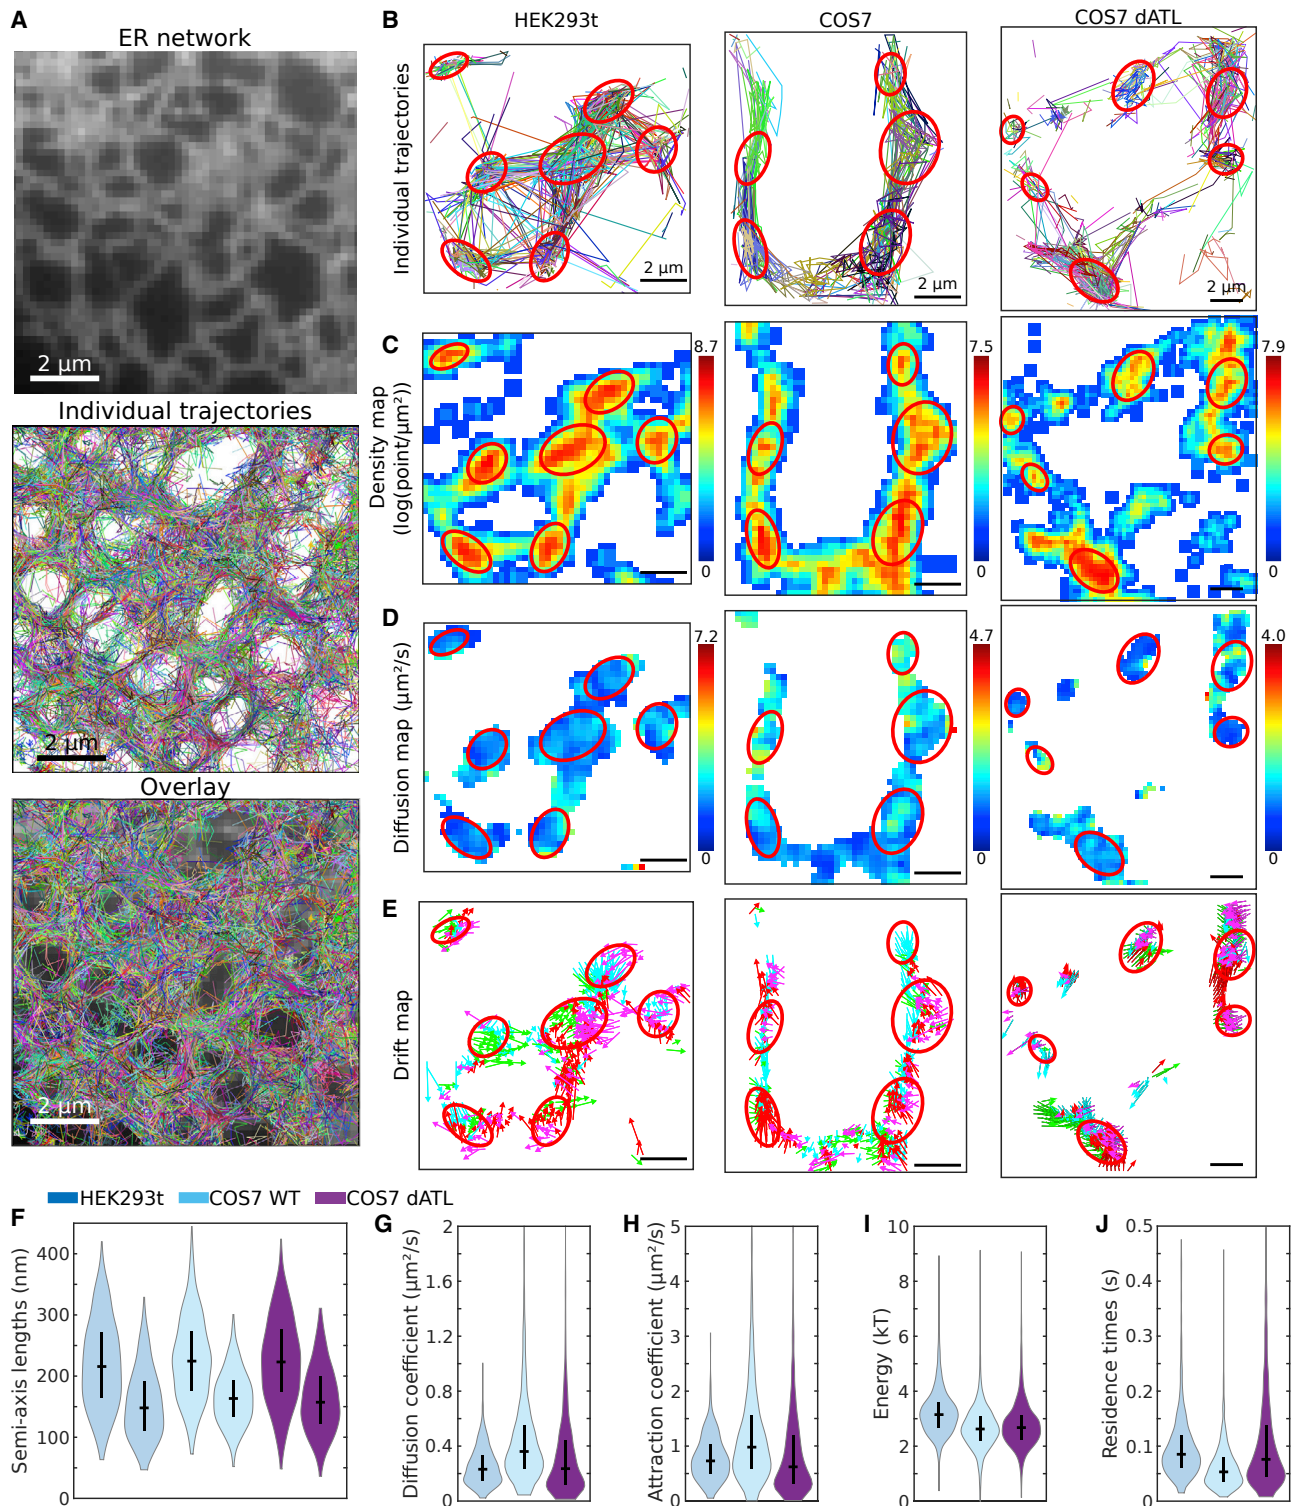 A
ER network
2 µm
Individual trajectories
2 µm
Overlay
2 µm
B
HEK293t
COS7
COS7 dATL
Individual trajectories
2 µm
2 µm
2 µm
C
Density map
(log(point/µm²))
8.7
0
7.5
0
7.9
0
D
Diffusion map (µm²/s)
7.2
0
4.7
0
4.0
0
E
Drift map
HEK293t
COS7 WT
COS7 dATL
F
Semi-axis lengths (nm)
400
300
200
100
0
G
Diffusion coefficient (µm²/s)
2
1.6
1.2
0.8
0.4
0
H
Attraction coefficient (µm²/s)
5
4
3
2
1
0
I
Energy (kT)
10
8
6
4
2
0
J
Residence times (s)
0.5
0.4
0.3
0.2
0.1
0